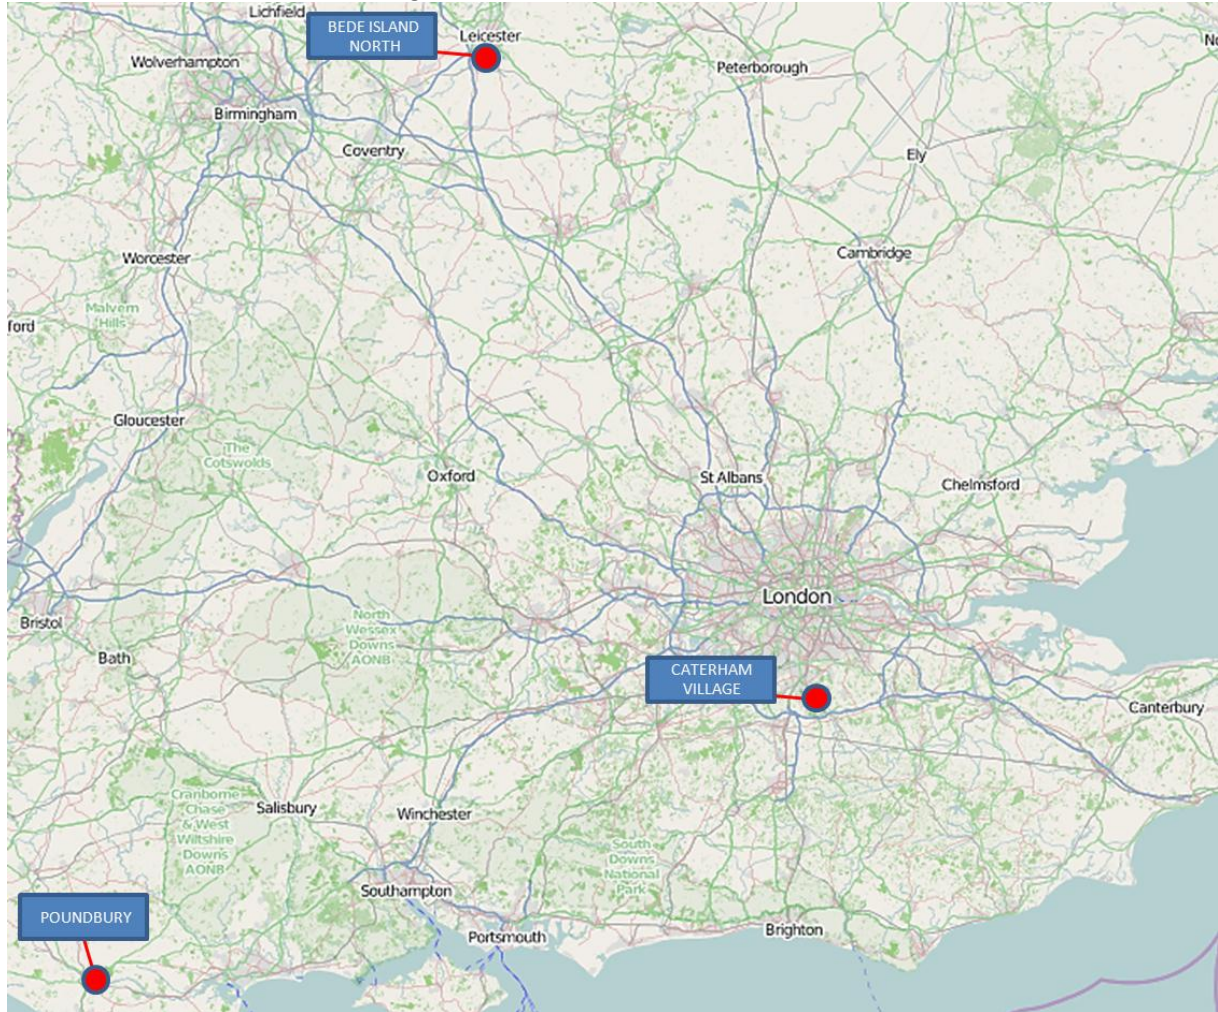 Lichfield
BEDE ISLAND
NORTH
Leicester
Wolverhampton
Peterborough
Birmingham
Coventry
Ely
Worcester
Cambridge
Malvern
Hills
ford
Gloucester
The
Cotswolds
Oxford
St Albans
Chelmsford
London
Bristol
North
Wessex
Downs
AONB
Bath
CATERHAM
VILLAGE
Canterbury
Cranborne
Chase
& West
Wiltshire
Downs
AONB
Salisbury
Winchester
South
Downs
National
Park
Southampton
POUNDBURY
Portsmouth
Brighton